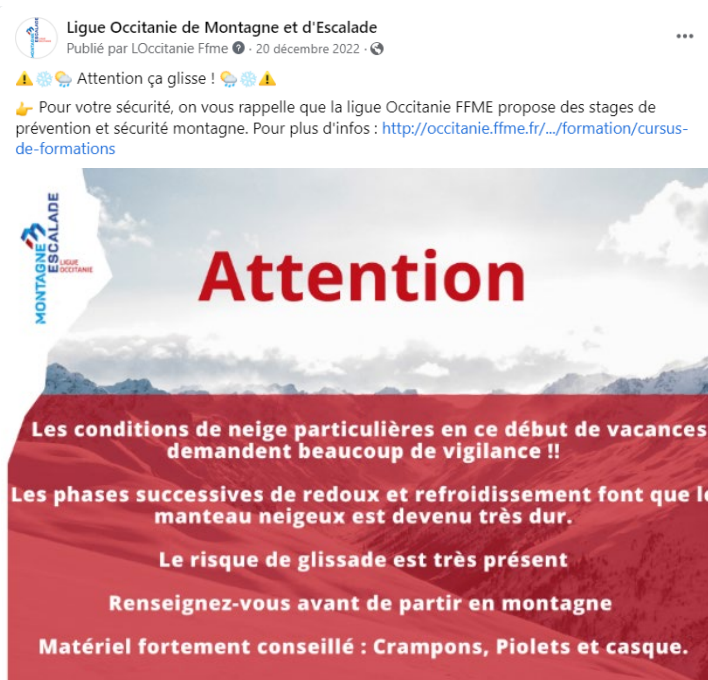 Ligue Occitanie de Montagne et d'Escalade
Publié par LOccitanie Ffme · 20 décembre 2022 ·
⚠️❄️🌦️ Attention ça glisse ! 🌦️❄️⚠️
👉 Pour votre sécurité, on vous rappelle que la ligue Occitanie FFME propose des stages de
prévention et sécurité montagne. Pour plus d'infos : http://occitanie.ffme.fr/.../formation/cursus-
de-formations
MONTAGNE
ESCALADE
LIGUE
OCCITANIE
Attention
Les conditions de neige particulières en ce début de vacances
demandent beaucoup de vigilance !!
Les phases successives de redoux et refroidissement font que
manteau neigeux est devenu très dur.
Le risque de glissade est très présent
Renseignez-vous avant de partir en montagne
Matériel fortement conseillé : Crampons, Piolets et casque.